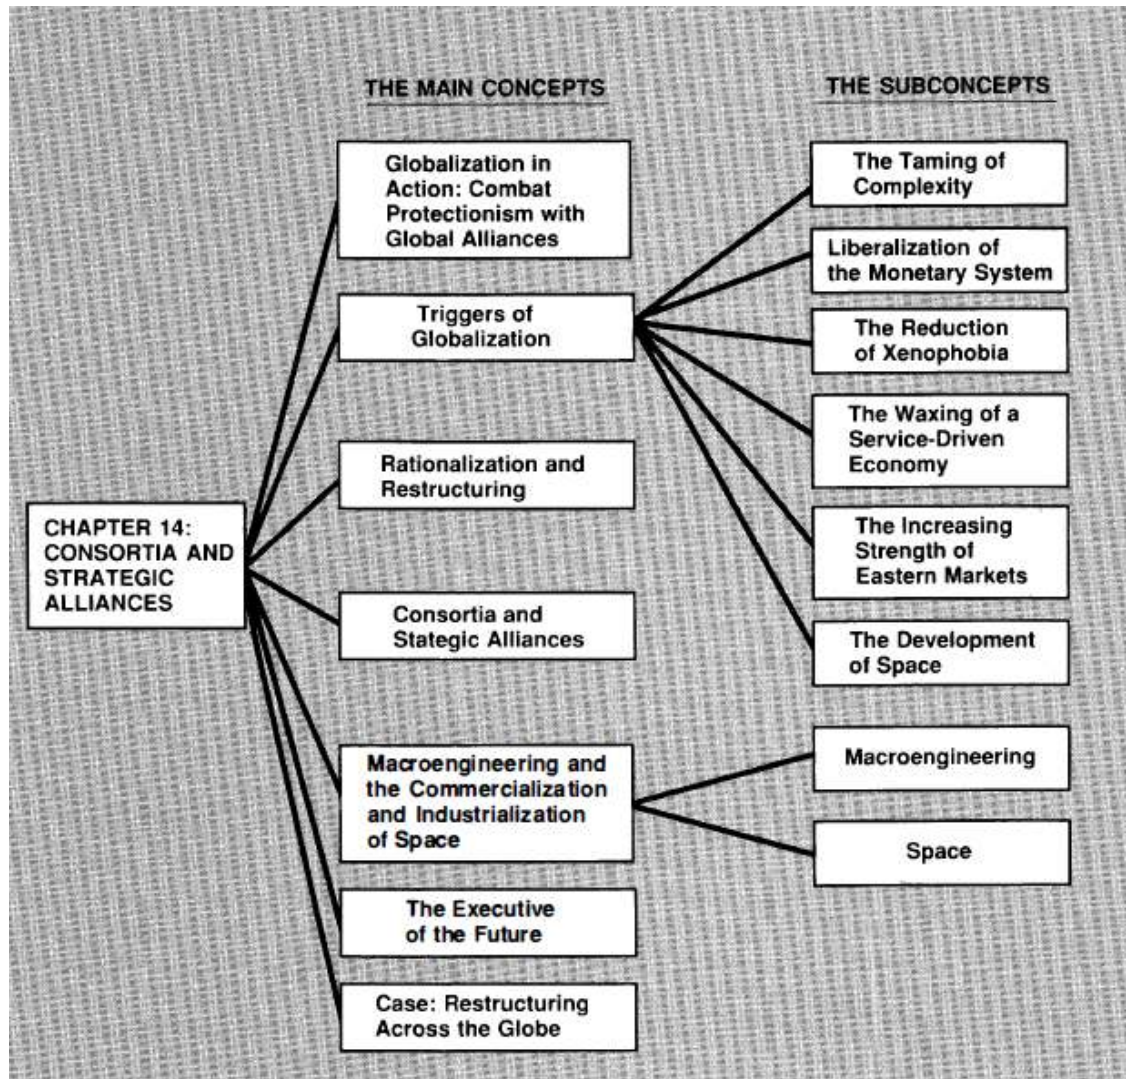 THE MAIN CONCEPTS
THE SUBCONCEPTS
CHAPTER 14:
CONSORTIA AND
STRATEGIC
ALLIANCES
Globalization in
Action: Combat
Protectionism with
Global Alliances
Triggers of
Globalization
Rationalization and
Restructuring
Consortia and
Stategic Alliances
Macroengineering and
the Commercialization
and Industrialization
of Space
The Executive
of the Future
Case: Restructuring
Across the Globe
The Taming of
Complexity
Liberalization of
the Monetary System
The Reduction
of Xenophobia
The Waxing of a
Service-Driven
Economy
The Increasing
Strength of
Eastern Markets
The Development
of Space
Macroengineering
Space